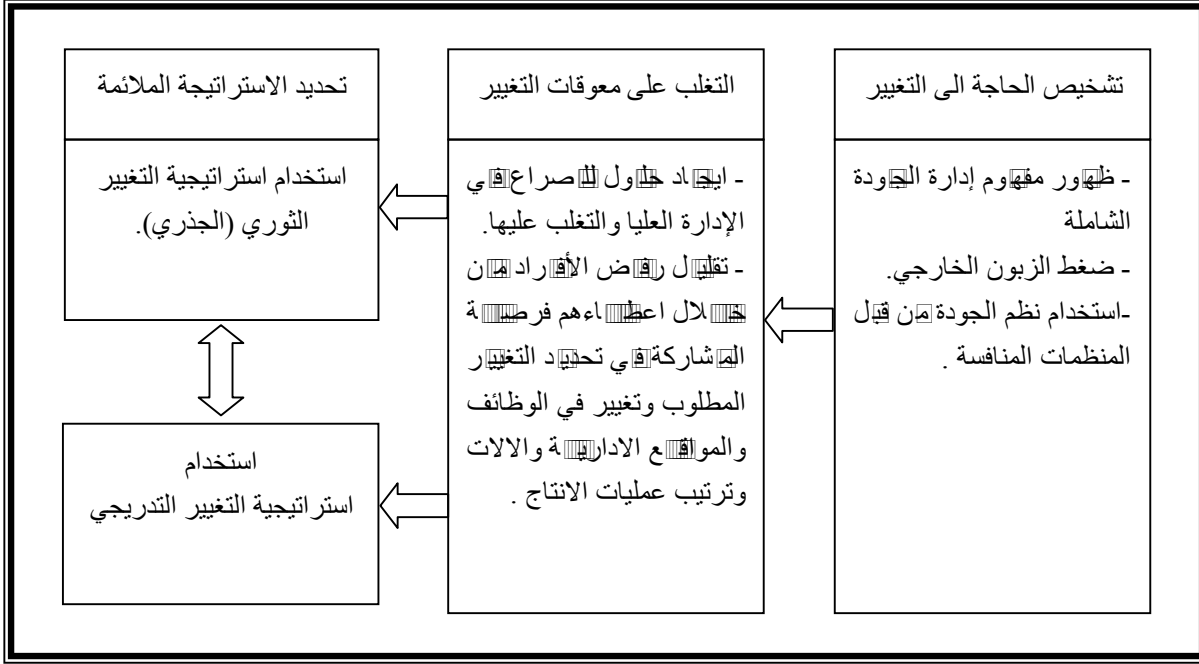 تشخيص الحاجة الى التغيير
- ظهور مفهوم إدارة الجودة
الشاملة
- ضغط الزبون الخارجي.
-استخدام نظم الجودة من قبل
المنظمات المنافسة .
التغلب على معوقات التغيير
- ايجاد حلول للصراع في
الإدارة العليا والتغلب عليها.
- تقليل رفض الأفراد من
خلال اعطاءهم فرصة
المشاركة في تحديد التغيير
المطلوب وتغيير في الوظائف
والمواقع الادارية والالات
وترتيب عمليات الانتاج .
تحديد الاستراتيجة الملائمة
استخدام استراتيجية التغيير
الثوري (الجذري).
استخدام
استراتيجية التغيير التدريجي